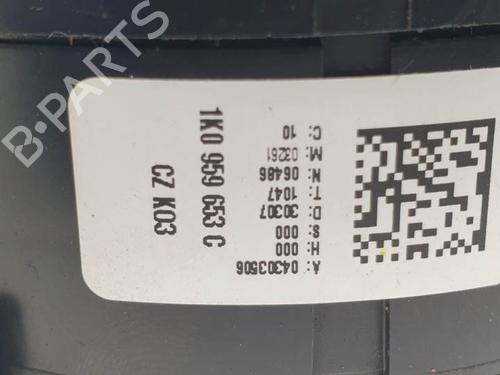 B-PARTS
1K0 959 653 C
CZ K03
A: 04303506
H: 000
S: 000
D: 30307
T: 1047
N: 06486
M: 03261
C: 10